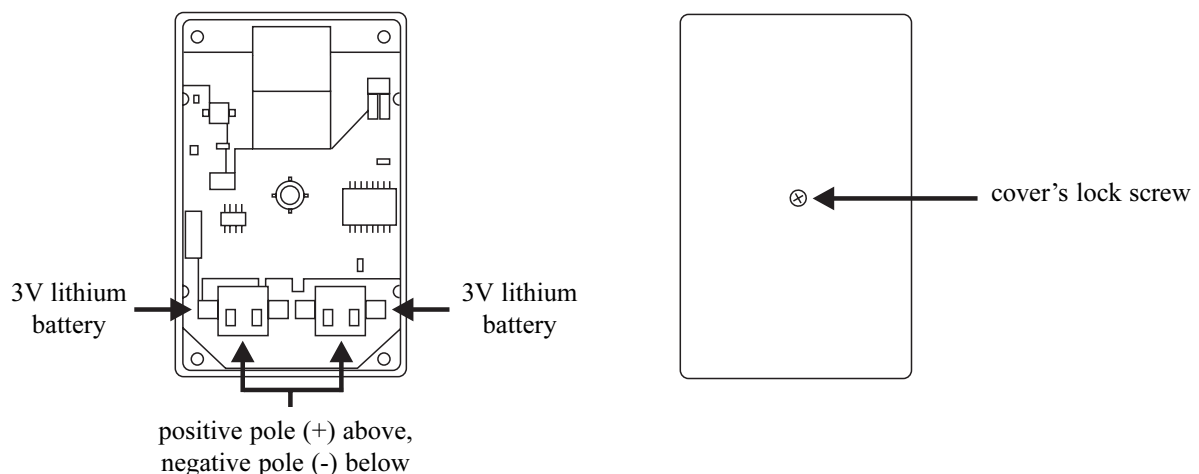 cover’s lock screw
3V lithium
battery
3V lithium
battery
positive pole (+) above,
negative pole (-) below